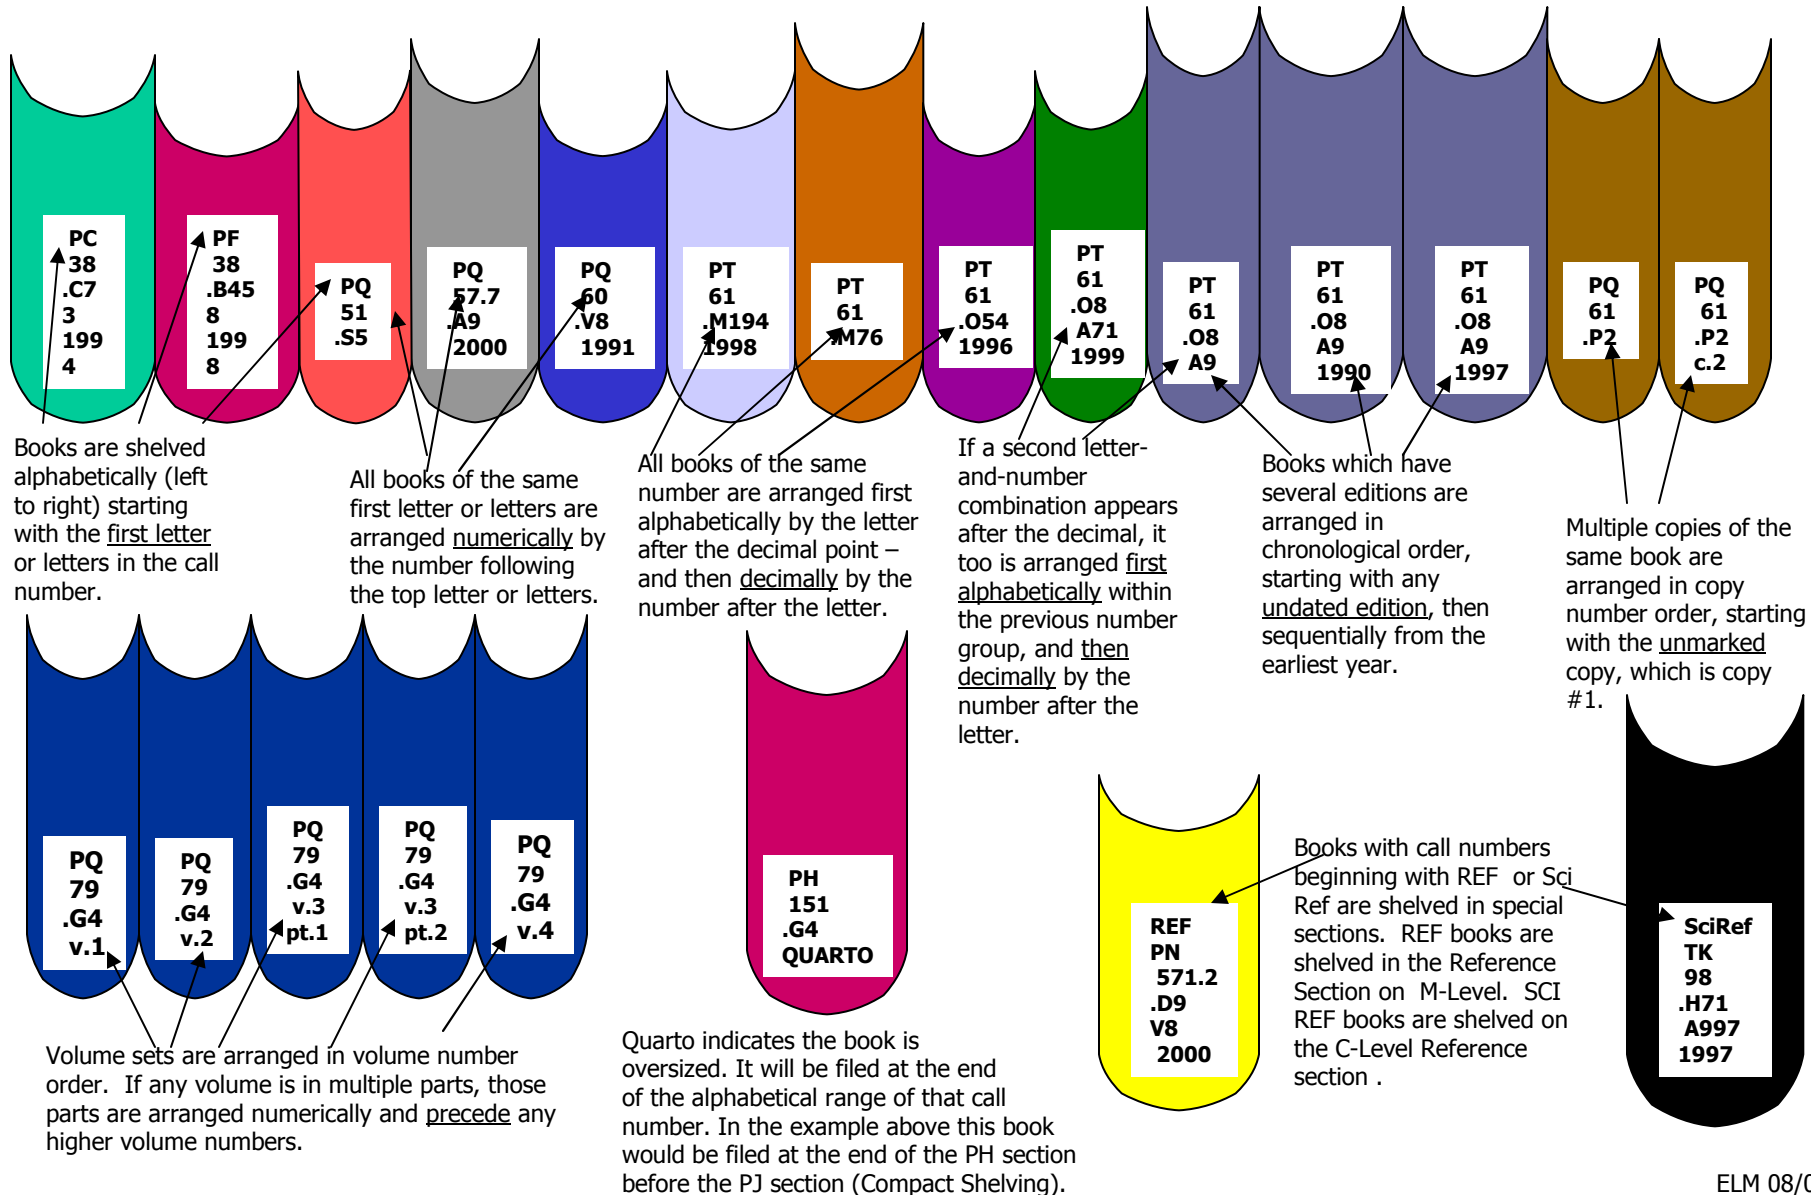 PC
38
.C7
3
199
4
PF
38
.B45
8
199
8
PQ
51
.S5
PQ
57.7
.A9
2000
PQ
60
.V8
1991
PT
61
.M194
1998
PT
61
.M76
PT
61
.O54
1996
PT
61
.O8
A71
1999
PT
61
.O8
A9
PT
61
.O8
A9
1990
PT
61
.O8
A9
1997
PQ
61
.P2
PQ
61
.P2
c.2
Books are shelved
alphabetically (left
to right) starting
with the first letter
or letters in the call
number.
All books of the same
first letter or letters are
arranged numerically by
the number following
the top letter or letters.
All books of the same
number are arranged first
alphabetically by the letter
after the decimal point –
and then decimally by the
number after the letter.
If a second letter-
and-number
combination appears
after the decimal, it
too is arranged first
alphabetically within
the previous number
group, and then
decimally by the
number after the
letter.
Books which have
several editions are
arranged in
chronological order,
starting with any
undated edition, then
sequentially from the
earliest year.
Multiple copies of the
same book are
arranged in copy
number order, starting
with the unmarked
copy, which is copy
#1.
PQ
79
.G4
v.1
PQ
79
.G4
v.2
PQ
79
.G4
v.3
pt.1
PQ
79
.G4
v.3
pt.2
PQ
79
.G4
v.4
Volume sets are arranged in volume number
order. If any volume is in multiple parts, those
parts are arranged numerically and precede any
higher volume numbers.
PH
151
.G4
QUARTO
Quarto indicates the book is
oversized. It will be filed at the end
of the alphabetical range of that call
number. In the example above this book
would be filed at the end of the PH section
before the PJ section (Compact Shelving).
REF
PN
571.2
.D9
V8
2000
Books with call numbers
beginning with REF or Sci
Ref are shelved in special
sections. REF books are
shelved in the Reference
Section on M-Level. SCI
REF books are shelved on
the C-Level Reference
section .
SciRef
TK
98
.H71
A997
1997
ELM 08/0